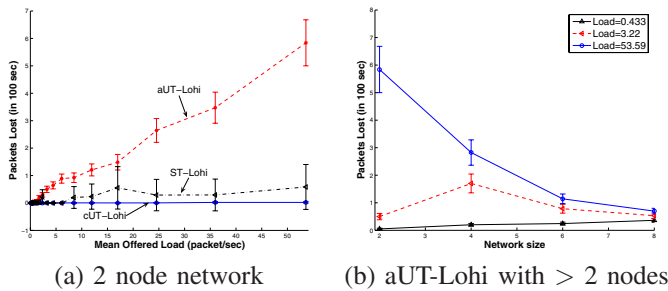 Packets Lost (in 100 sec)
7
6
5
4
3
2
1
0
-1
aUT-Lohi
ST-Lohi
cUT-Lohi
0 5 10 15 20 25 30 35 40 45 50
Mean Offered Load (packet/sec)
(a) 2 node network
Packets Lost (in 100 sec)
8
7
6
5
4
3
2
1
0
Load=0.433
Load=3.22
Load=53.59
2 4 6 8
Network size
(b) aUT-Lohi with > 2 nodes